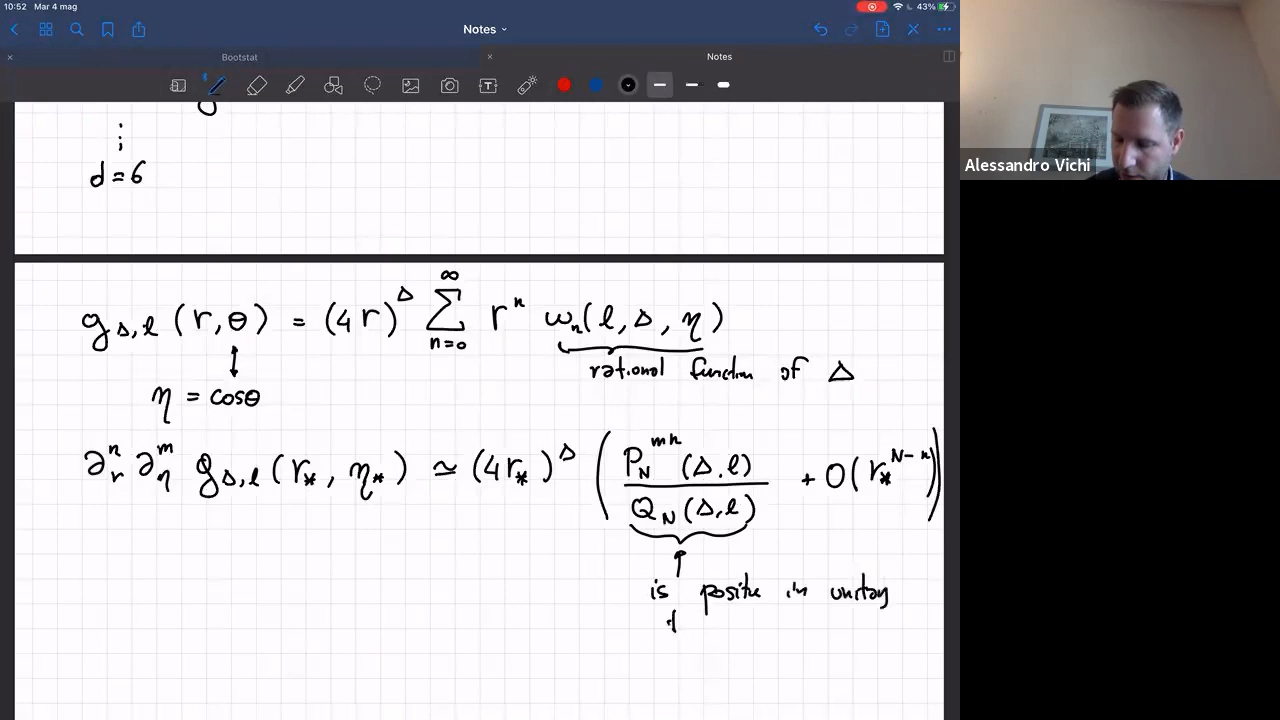 10:52 Mar 4 mag
43%
Notes
Bootstat
Notes
d = 6
Alessandro Vichi
g_{Δ,l} (r, θ) = (4r)^Δ ∑_{n=0}^{∞} r^n ω_n(l, Δ, η)
rational function of Δ
η = cosθ
∂_r^n ∂_η^m g_{Δ,l} (r_*, η_*) ≃ (4r_*)^Δ ( P_N^{mn} (Δ,l) / Q_N (Δ,l) + O(r_*^{N-n}) )
is positive in unitary